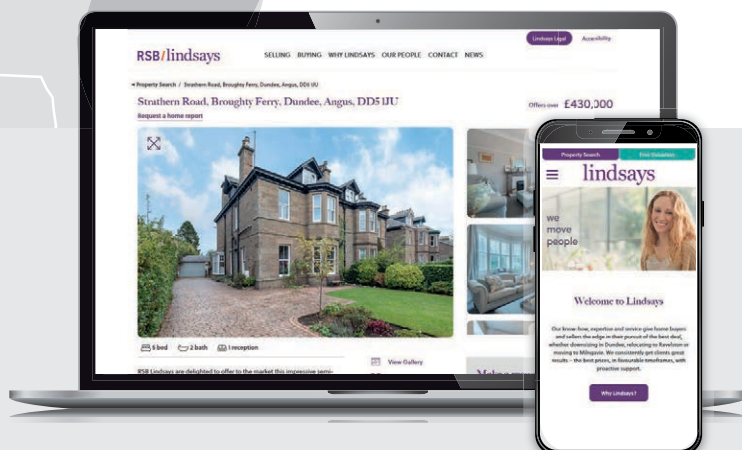 Lindsays Legal
Accessibility
RSB/lindsays
SELLING BUYING WHY LINDSAYS OUR PEOPLE CONTACT NEWS
Property Search / Strathern Road, Broughty Ferry, Dundee, Angus, DD5 1JU
Strathern Road, Broughty Ferry, Dundee, Angus, DD5 1JU
Offers over £430,000
Request a home report
6 bed 2 bath 1 reception
View Gallery
RSB Lindsays are delighted to offer to the market this impressive semi-
Property Search
lindsays
we
move
people
Welcome to Lindsays
Our know-how, expertise and service give home buyers
and sellers the edge in their pursuit of the best deal,
whether downsizing in Dundee, relocating to Ravelston or
moving to Milngavie. We consistently get clients great
results – the best prices, in favourable timeframes, with
proactive support.
Why Lindsays?